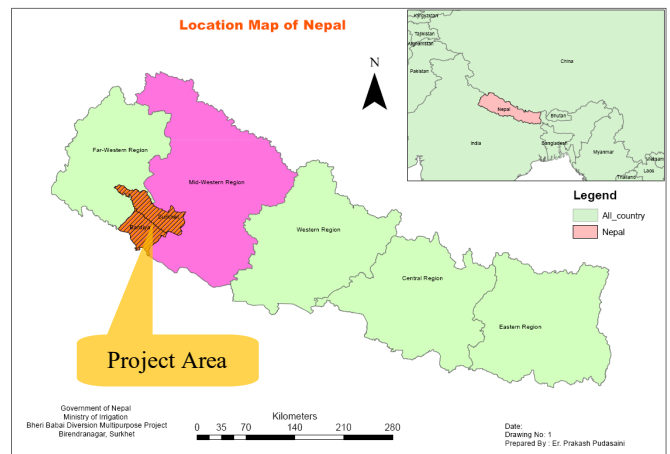 Location Map of Nepal
N
Kyrgyzstan
Tajikistan
Afghanistan
China
Pakistan
Nepal
Bhutan
India
Bangladesh
Myanmar
Laos
Thailand
Far-Western Region
Mid-Western Region
Surkhet
Bardiya
Western Region
Central Region
Eastern Region
Legend
All_country
Nepal
Project Area
Government of Nepal
Ministry of Irrigation
Bheri Babai Diversion Multipurpose Project
Birendranagar, Surkhet
Kilometers
0 35 70 140 210 280
Date:
Drawing No: 1
Prepared By : Er. Prakash Pudasaini